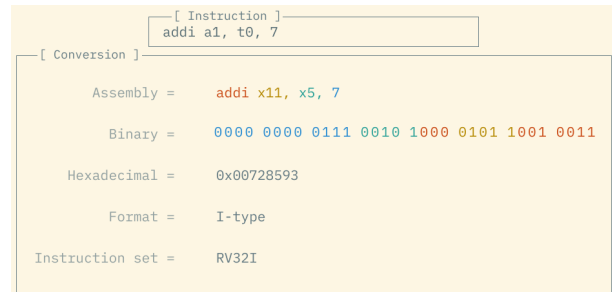 [ Instruction ]
addi a1, t0, 7
[ Conversion ]
Assembly = addi x11, x5, 7
Binary = 0000 0000 0111 0010 1000 0101 1001 0011
Hexadecimal = 0x00728593
Format = I-type
Instruction set = RV32I